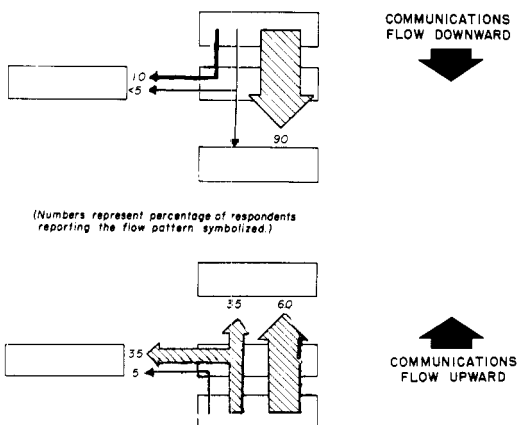 COMMUNICATIONS
FLOW DOWNWARD
10
<5
90
(Numbers represent percentage of respondents
reporting the flow pattern symbolized.)
35
60
35
5
COMMUNICATIONS
FLOW UPWARD